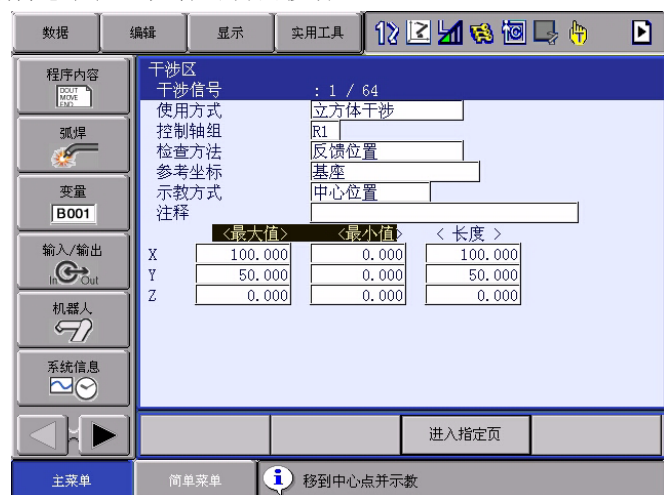 数据 编辑 显示 实用工具
程序内容
DOUT
MOVE
END
弧焊
变量
B001
输入/输出
In Out
机器人
系统信息
干涉区
干涉信号 : 1 / 64
使用方式 立方体干涉
控制轴组 R1
检查方法 反馈位置
参考坐标 基座
示教方式 中心位置
注释
<最大值> <最小值> < 长度 >
X 100.000 0.000 100.000
Y 50.000 0.000 50.000
Z 0.000 0.000 0.000
进入指定页
主菜单 简单菜单 移到中心点并示教